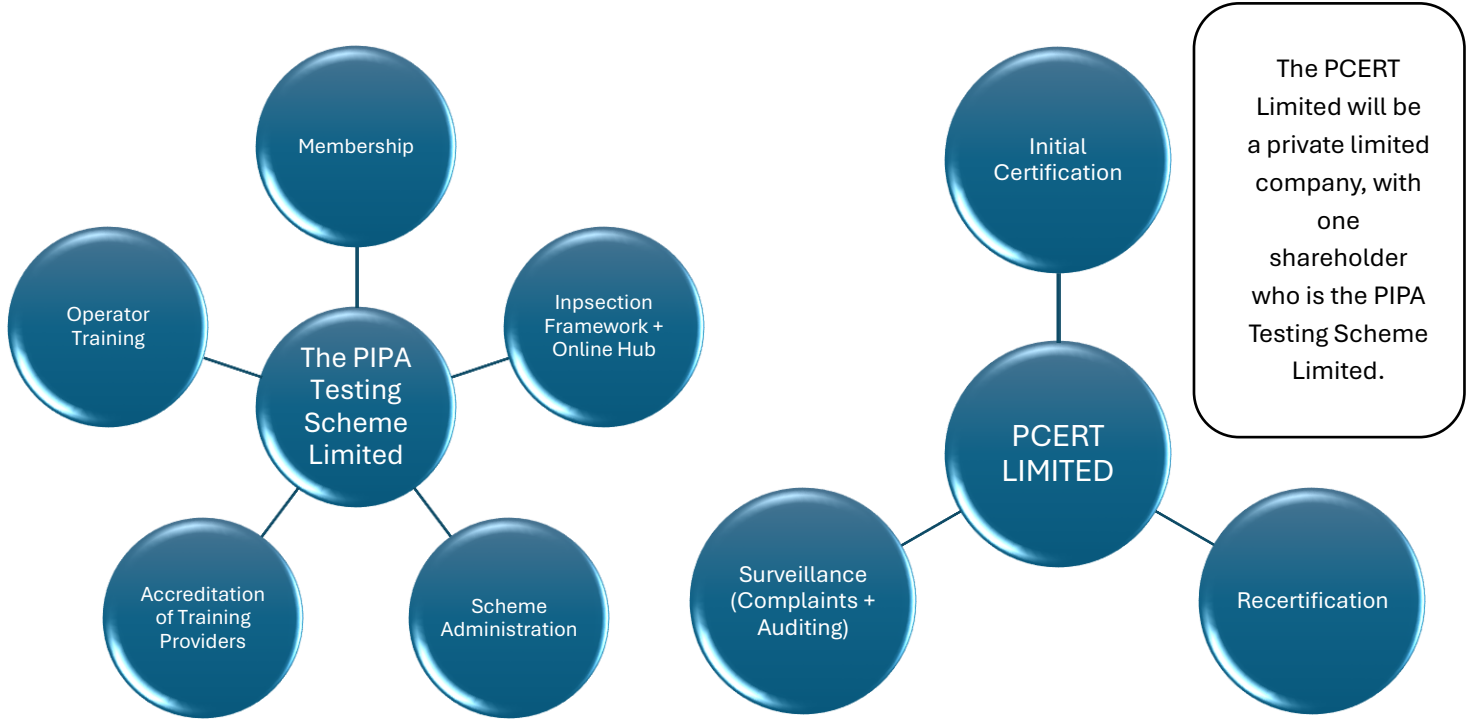 Membership
Operator
Training
Inpsection
Framework +
Online Hub
The PIPA
Testing
Scheme
Limited
Accreditation
of Training
Providers
Scheme
Administration
Initial
Certification
PCERT
LIMITED
Surveillance
(Complaints +
Auditing)
Recertification
The PCERT
Limited will be
a private limited
company, with
one
shareholder
who is the PIPA
Testing Scheme
Limited.